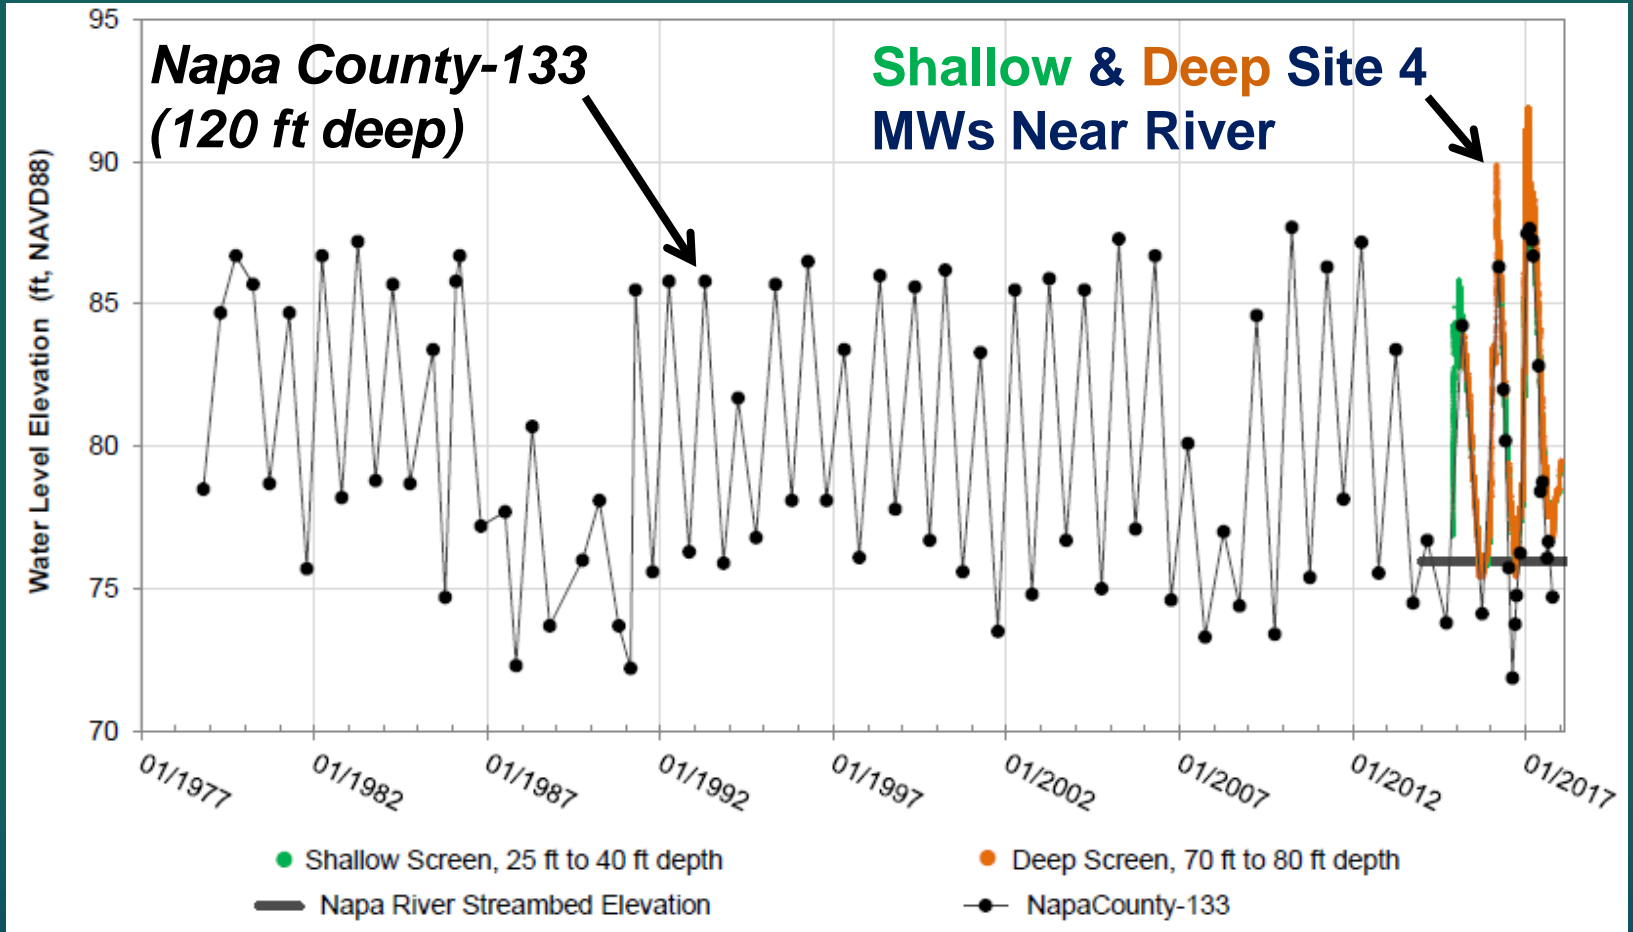 Napa County-133
(120 ft deep)
Shallow & Deep Site 4
MWs Near River
Water Level Elevation (ft, NAVD88)
95
90
85
80
75
70
01/1977
01/1982
01/1987
01/1992
01/1997
01/2002
01/2007
01/2012
01/2017
Shallow Screen, 25 ft to 40 ft depth
Deep Screen, 70 ft to 80 ft depth
Napa River Streambed Elevation
NapaCounty-133